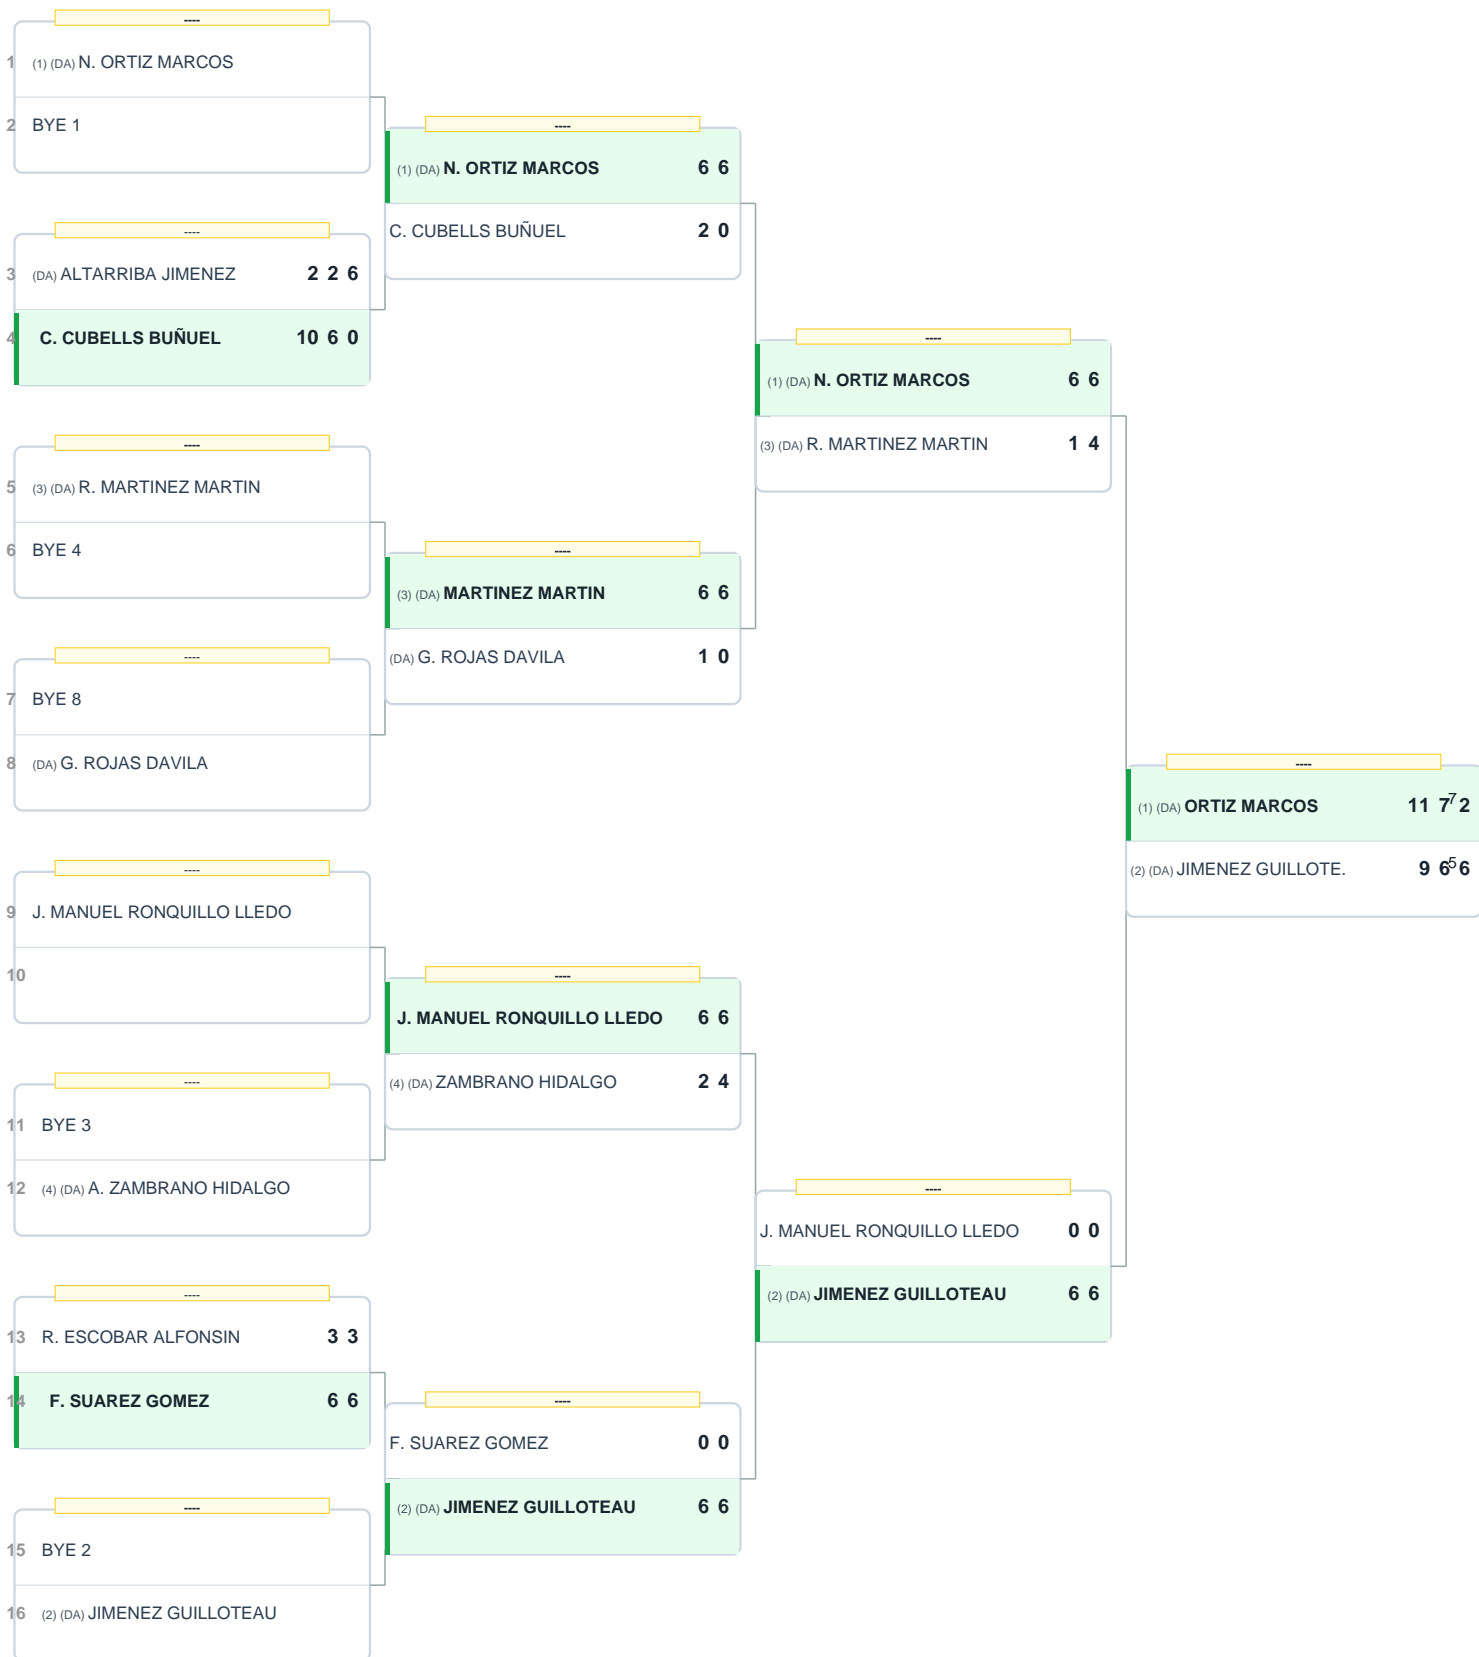 ----
1 (1) (DA) N. ORTIZ MARCOS
2 BYE 1
----
(1) (DA) N. ORTIZ MARCOS 6 6
C. CUBELLS BUÑUEL 2 0
----
3 (DA) ALTARRIBA JIMENEZ 2 2 6
4 C. CUBELLS BUÑUEL 10 6 0
----
(1) (DA) N. ORTIZ MARCOS 6 6
(3) (DA) R. MARTINEZ MARTIN 1 4
----
5 (3) (DA) R. MARTINEZ MARTIN
6 BYE 4
----
(3) (DA) MARTINEZ MARTIN 6 6
(DA) G. ROJAS DAVILA 1 0
----
7 BYE 8
8 (DA) G. ROJAS DAVILA
----
(1) (DA) ORTIZ MARCOS 11 7 7 2
(2) (DA) JIMENEZ GUILLOTE. 9 6 5 6
----
9 J. MANUEL RONQUILLO LLEDO
10
----
J. MANUEL RONQUILLO LLEDO 6 6
(4) (DA) ZAMBRANO HIDALGO 2 4
----
11 BYE 3
12 (4) (DA) A. ZAMBRANO HIDALGO
----
J. MANUEL RONQUILLO LLEDO 0 0
(2) (DA) JIMENEZ GUILLOTEAU 6 6
----
13 R. ESCOBAR ALFONSIN 3 3
14 F. SUAREZ GOMEZ 6 6
----
F. SUAREZ GOMEZ 0 0
(2) (DA) JIMENEZ GUILLOTEAU 6 6
----
15 BYE 2
16 (2) (DA) JIMENEZ GUILLOTEAU